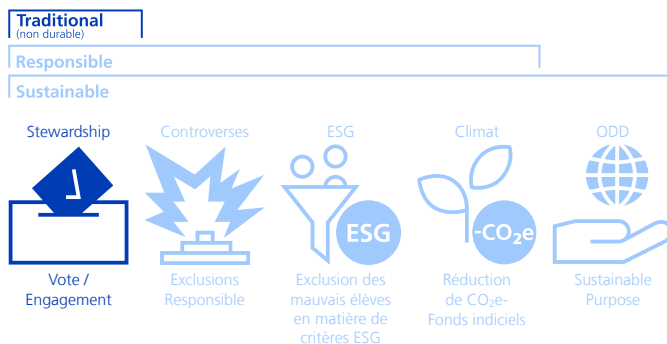 Traditional
(non durable)
Responsible
Sustainable
Stewardship
Controverses
ESG
Climat
ODD
ESG
-CO₂e
Vote /
Engagement
Exclusions
Responsible
Exclusion des
mauvais élèves
en matière de
critères ESG
Réduction
de CO₂e-
Fonds indiciels
Sustainable
Purpose